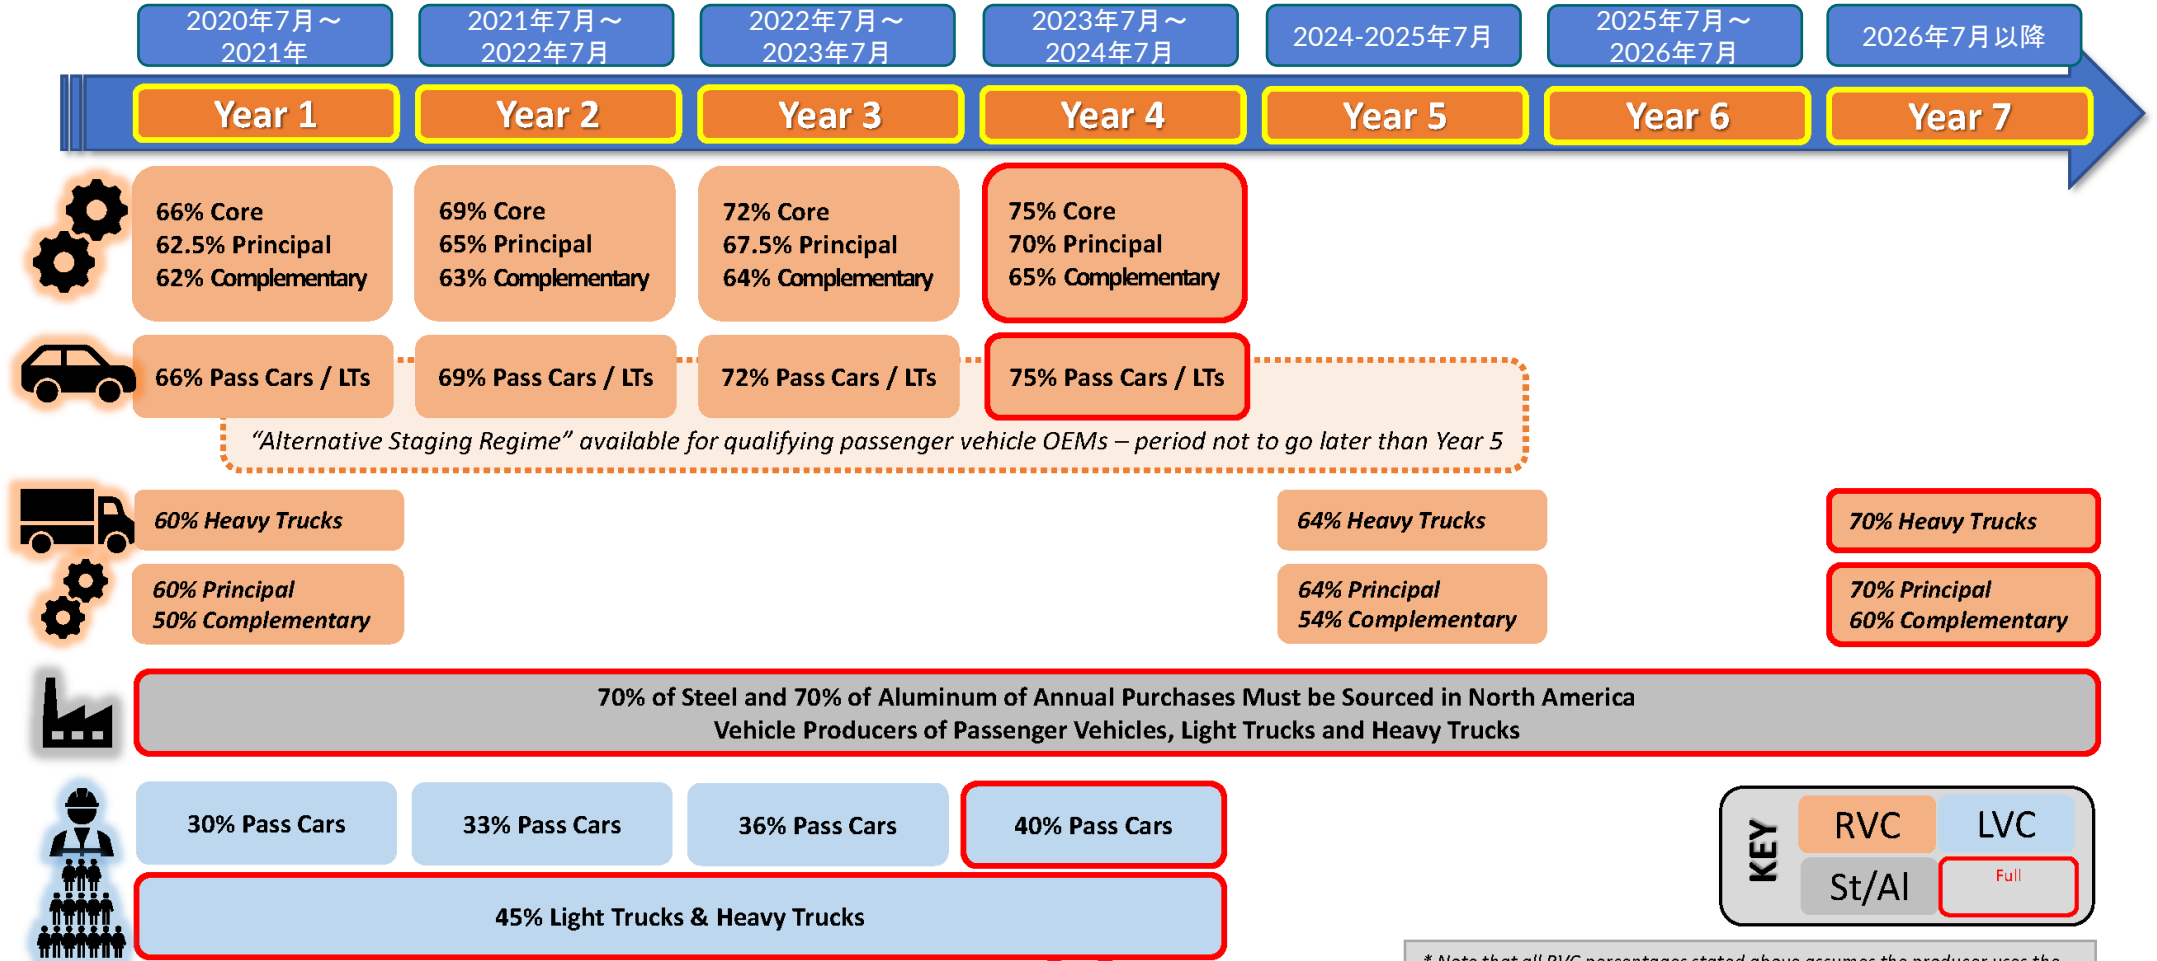 2020年7月～
2021年
2021年7月～
2022年7月
2022年7月～
2023年7月
2023年7月～
2024年7月
2024-2025年7月
2025年7月～
2026年7月
2026年7月以降
Year 1
Year 2
Year 3
Year 4
Year 5
Year 6
Year 7
66% Core
62.5% Principal
62% Complementary
69% Core
65% Principal
63% Complementary
72% Core
67.5% Principal
64% Complementary
75% Core
70% Principal
65% Complementary
66% Pass Cars / LTs
69% Pass Cars / LTs
72% Pass Cars / LTs
75% Pass Cars / LTs
“Alternative Staging Regime” available for qualifying passenger vehicle OEMs – period not to go later than Year 5
60% Heavy Trucks
64% Heavy Trucks
70% Heavy Trucks
60% Principal
50% Complementary
64% Principal
54% Complementary
70% Principal
60% Complementary
70% of Steel and 70% of Aluminum of Annual Purchases Must be Sourced in North America
Vehicle Producers of Passenger Vehicles, Light Trucks and Heavy Trucks
30% Pass Cars
33% Pass Cars
36% Pass Cars
40% Pass Cars
45% Light Trucks & Heavy Trucks
KEY
RVC
LVC
St/Al
Full
* Note that all RVC percentages stated above assumes the producer uses the